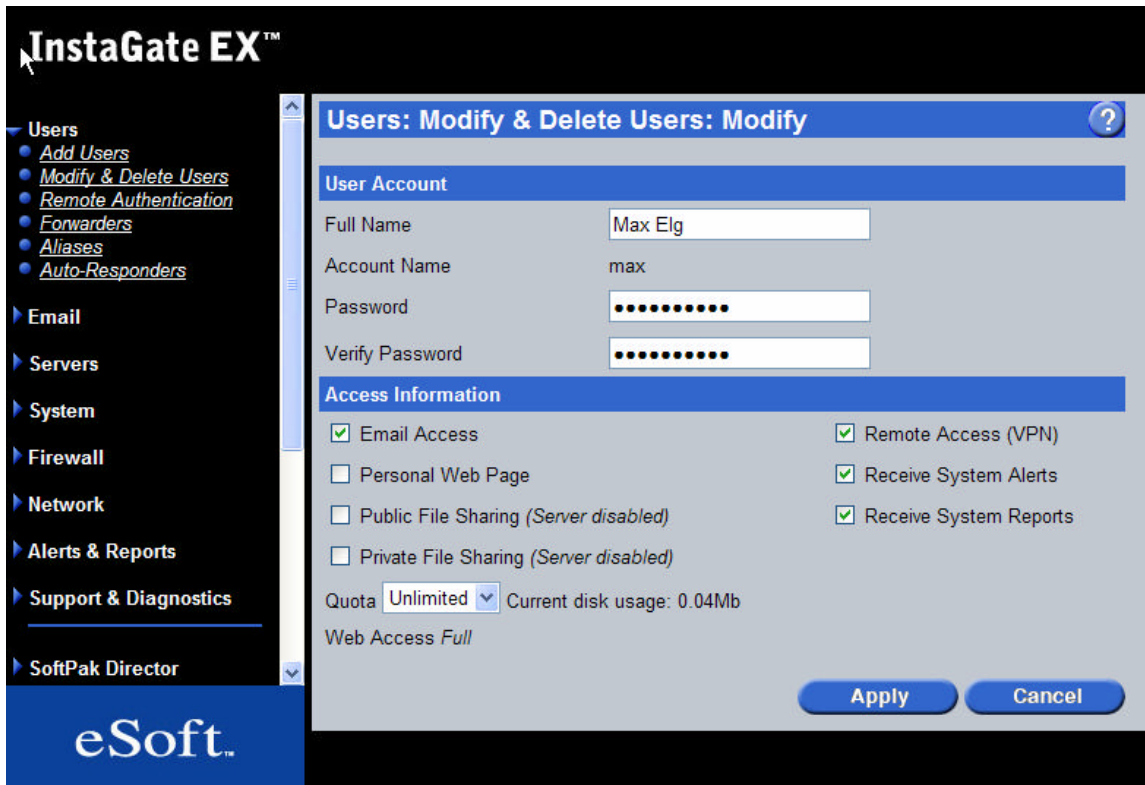 InstaGate EX™
Users
Add Users
Modify & Delete Users
Remote Authentication
Forwarders
Aliases
Auto-Responders
Email
Servers
System
Firewall
Network
Alerts & Reports
Support & Diagnostics
SoftPak Director
eSoft™
Users: Modify & Delete Users: Modify
?
User Account
Full Name Max Elg
Account Name max
Password ●●●●●●●●●●
Verify Password ●●●●●●●●●●
Access Information
Email Access Remote Access (VPN)
Personal Web Page Receive System Alerts
Public File Sharing (Server disabled) Receive System Reports
Private File Sharing (Server disabled)
Quota Unlimited Current disk usage: 0.04Mb
Web Access Full
Apply Cancel